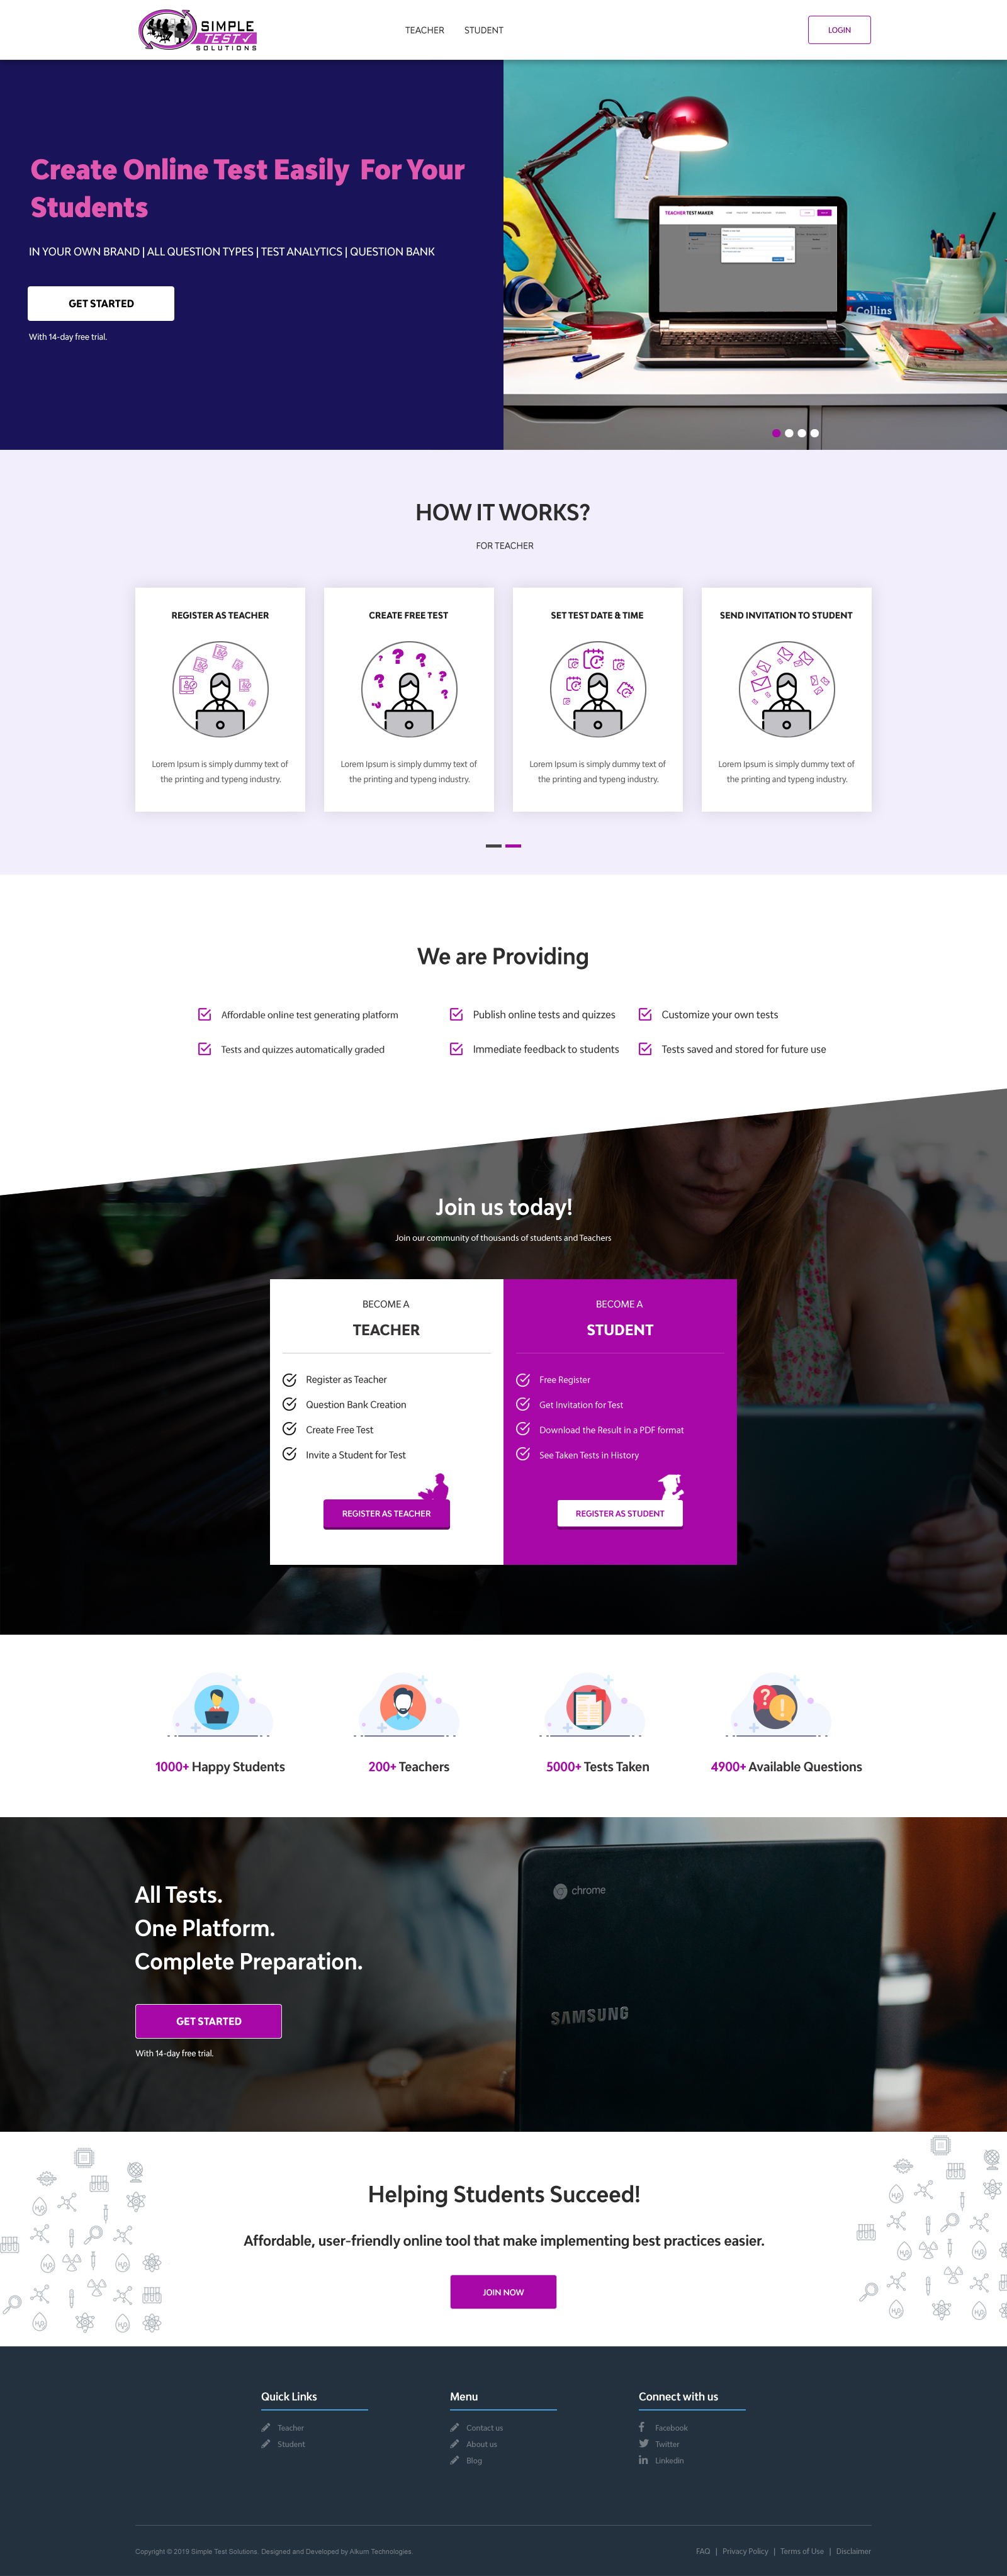 SIMPLE
TEST
SOLUTIONS
TEACHER STUDENT
LOGIN
Create Online Test Easily For Your
Students
IN YOUR OWN BRAND | ALL QUESTION TYPES | TEST ANALYTICS | QUESTION BANK
GET STARTED
With 14-day free trial.
TEACHER TEST MAKER
Collins
HOW IT WORKS?
FOR TEACHER
REGISTER AS TEACHER
Lorem Ipsum is simply dummy text of
the printing and typeng industry.
CREATE FREE TEST
Lorem Ipsum is simply dummy text of
the printing and typeng industry.
SET TEST DATE & TIME
Lorem Ipsum is simply dummy text of
the printing and typeng industry.
SEND INVITATION TO STUDENT
Lorem Ipsum is simply dummy text of
the printing and typeng industry.
We are Providing
Affordable online test generating platform
Publish online tests and quizzes
Customize your own tests
Tests and quizzes automatically graded
Immediate feedback to students
Tests saved and stored for future use
Join us today!
Join our community of thousands of students and Teachers
BECOME A
TEACHER
Register as Teacher
Question Bank Creation
Create Free Test
Invite a Student for Test
REGISTER AS TEACHER
BECOME A
STUDENT
Free Register
Get Invitation for Test
Download the Result in a PDF format
See Taken Tests in History
REGISTER AS STUDENT
1000+ Happy Students
200+ Teachers
5000+ Tests Taken
4900+ Available Questions
All Tests.
One Platform.
Complete Preparation.
GET STARTED
With 14-day free trial.
chrome
SAMSUNG
Helping Students Succeed!
Affordable, user-friendly online tool that make implementing best practices easier.
JOIN NOW
Quick Links
Teacher
Student
Menu
Contact us
About us
Blog
Connect with us
Facebook
Twitter
Linkedin
Copyright © 2019 Simple Test Solutions. Designed and Developed by Alkurn Technologies.
FAQ | Privacy Policy | Terms of Use | Disclaimer